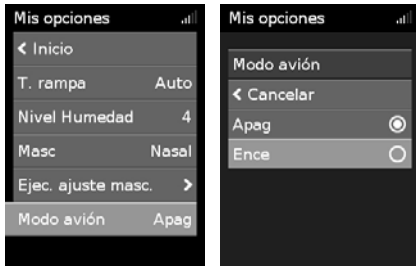 Mis opciones
< Inicio
T. rampa Auto
Nivel Humedad 4
Masc Nasal
Ejec. ajuste masc. >
Modo avión Apag
Mis opciones
Modo avión
< Cancelar
Apag
Ence